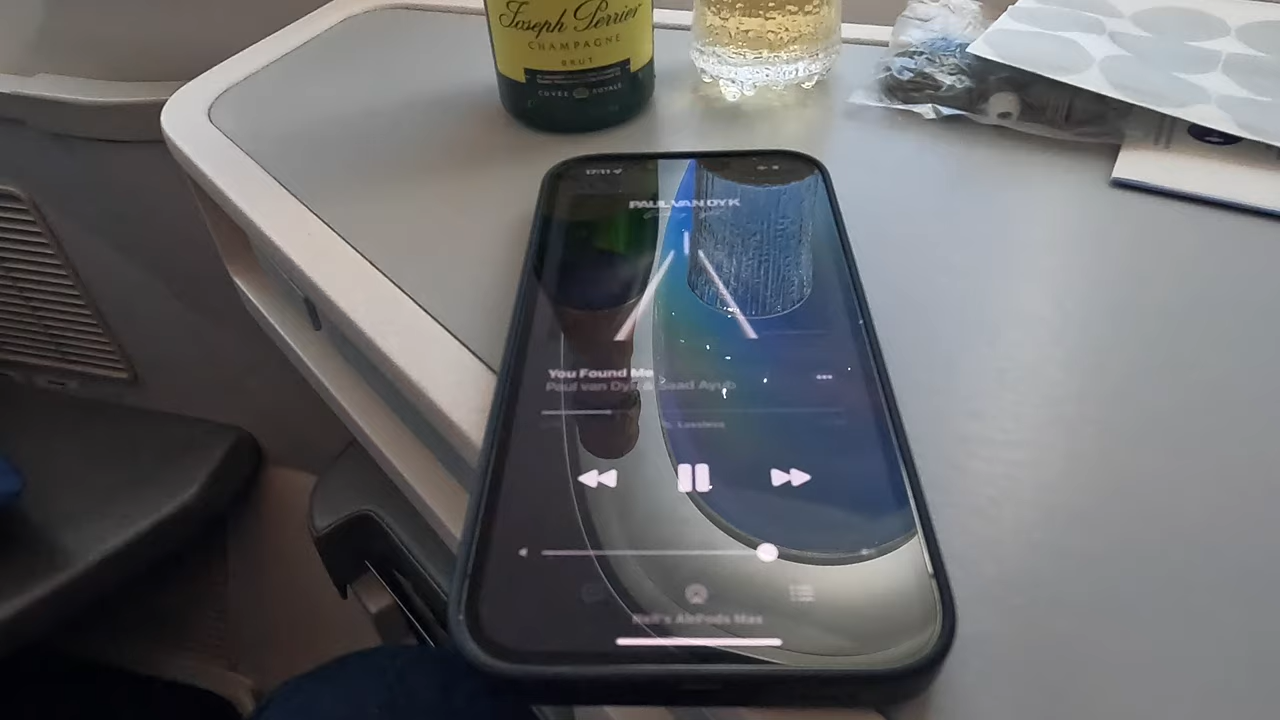 Joseph Perrier
CHAMPAGNE
BRUT
CUVÉE ROYALE
PAUL VAN DYK
You Found Me
Paul van Dyk & Saad Ayub
Lossless
AirPods Max